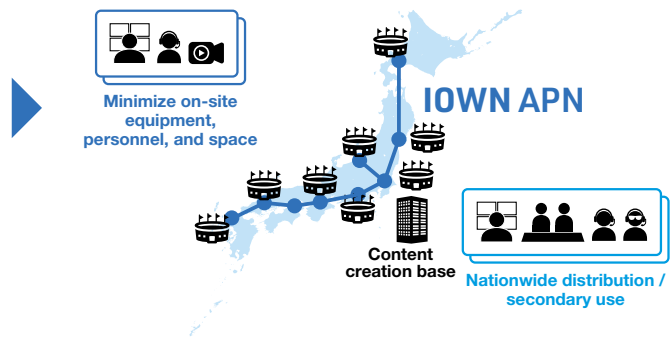 Minimize on-site
equipment,
personnel, and space
IOWN APN
Content
creation base
Nationwide distribution /
secondary use